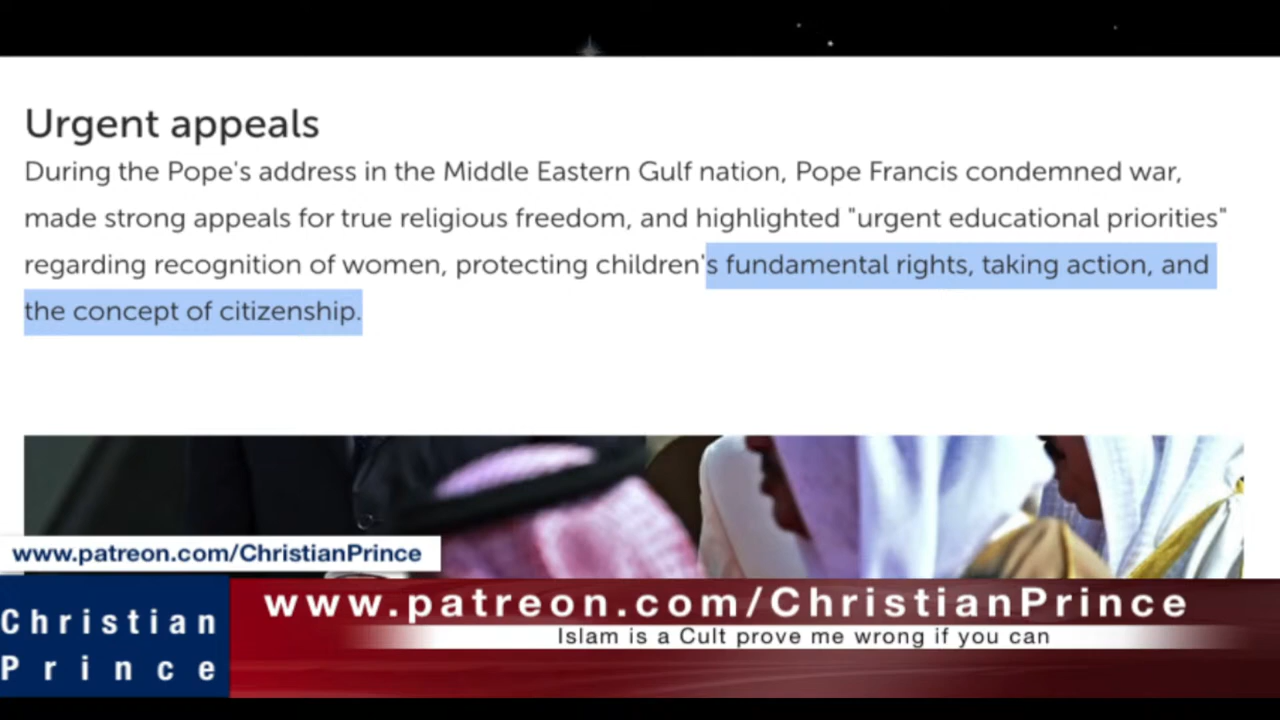 Urgent appeals
During the Pope's address in the Middle Eastern Gulf nation, Pope Francis condemned war,
made strong appeals for true religious freedom, and highlighted "urgent educational priorities"
regarding recognition of women, protecting children's fundamental rights, taking action, and
the concept of citizenship.
www.patreon.com/ChristianPrince
Christian
Prince
www.patreon.com/ChristianPrince
Islam is a Cult prove me wrong if you can